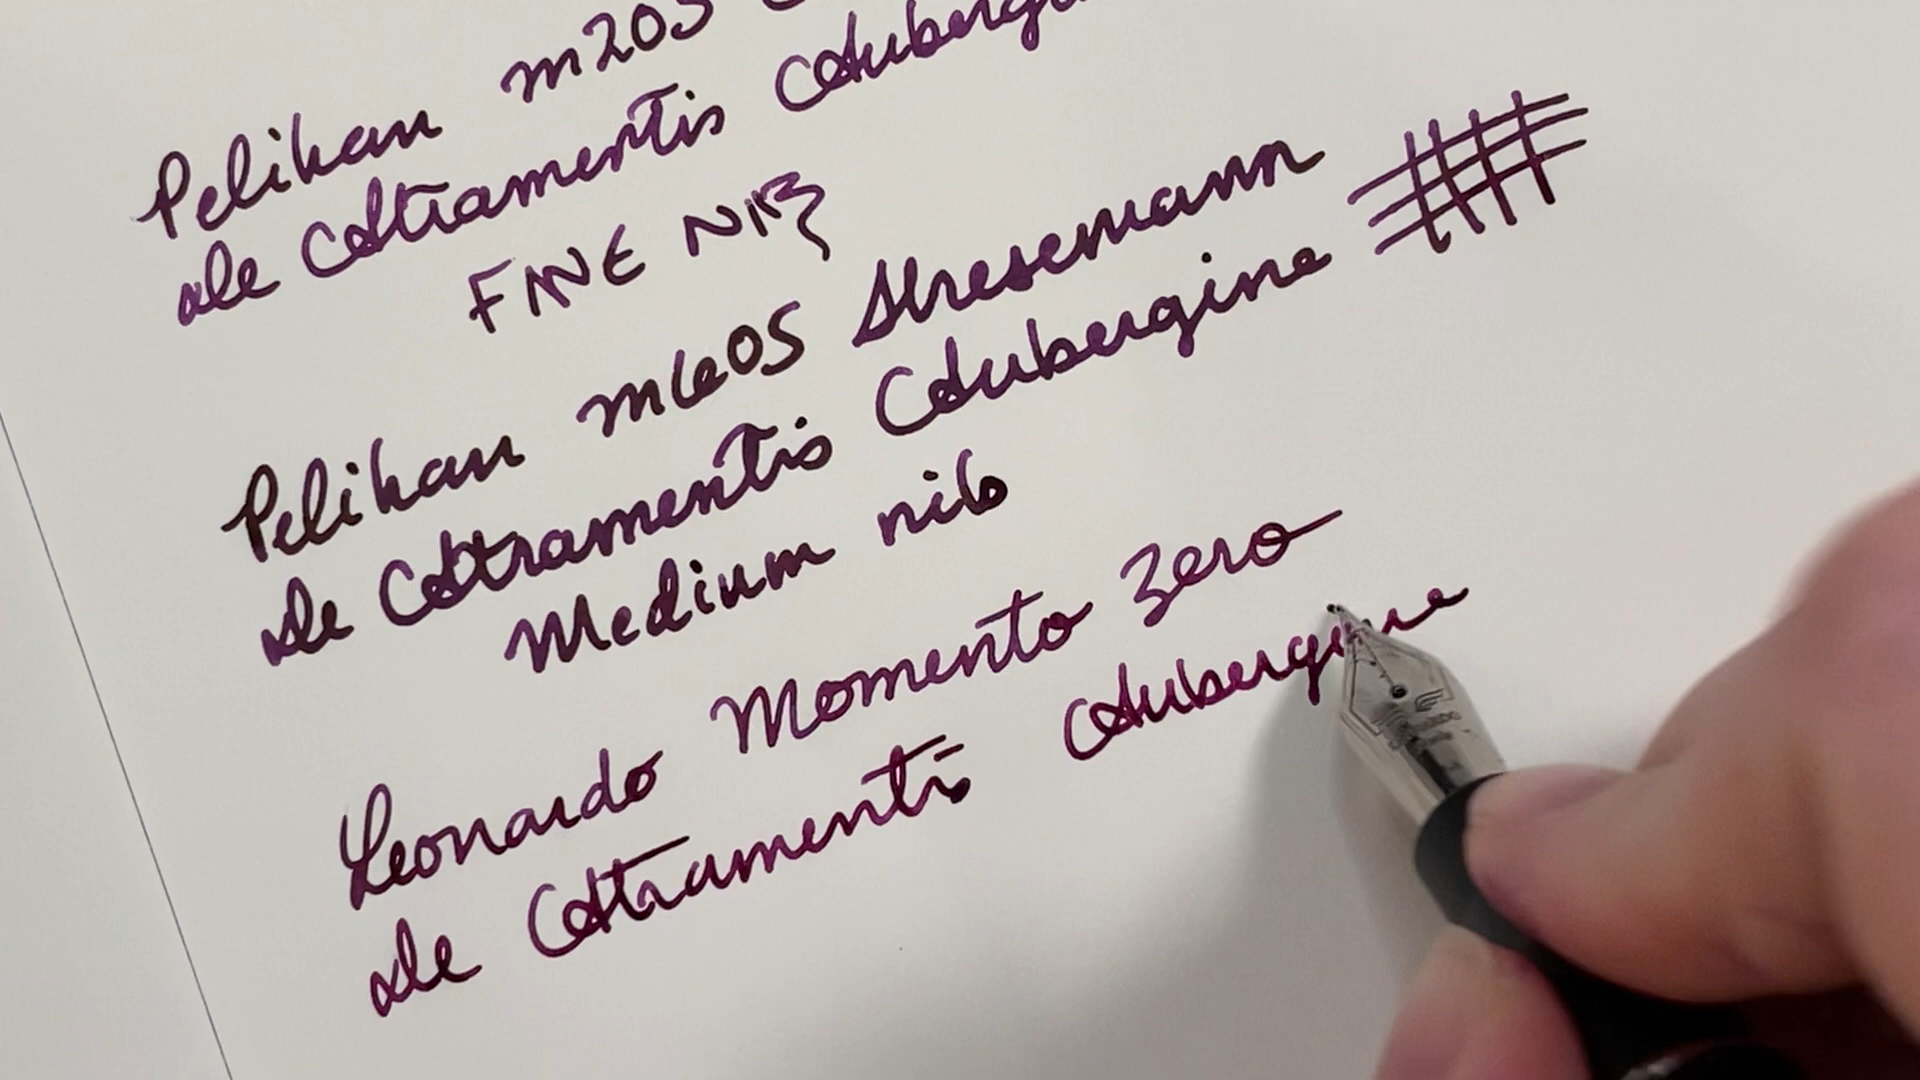 Pelikan m205
de Atramentis Aubergine
FINE NIB
Pelikan m605 Stresemann
de Atramentis Aubergine
Medium nib
Leonardo Momento Zero
de Atramentis Aubergine